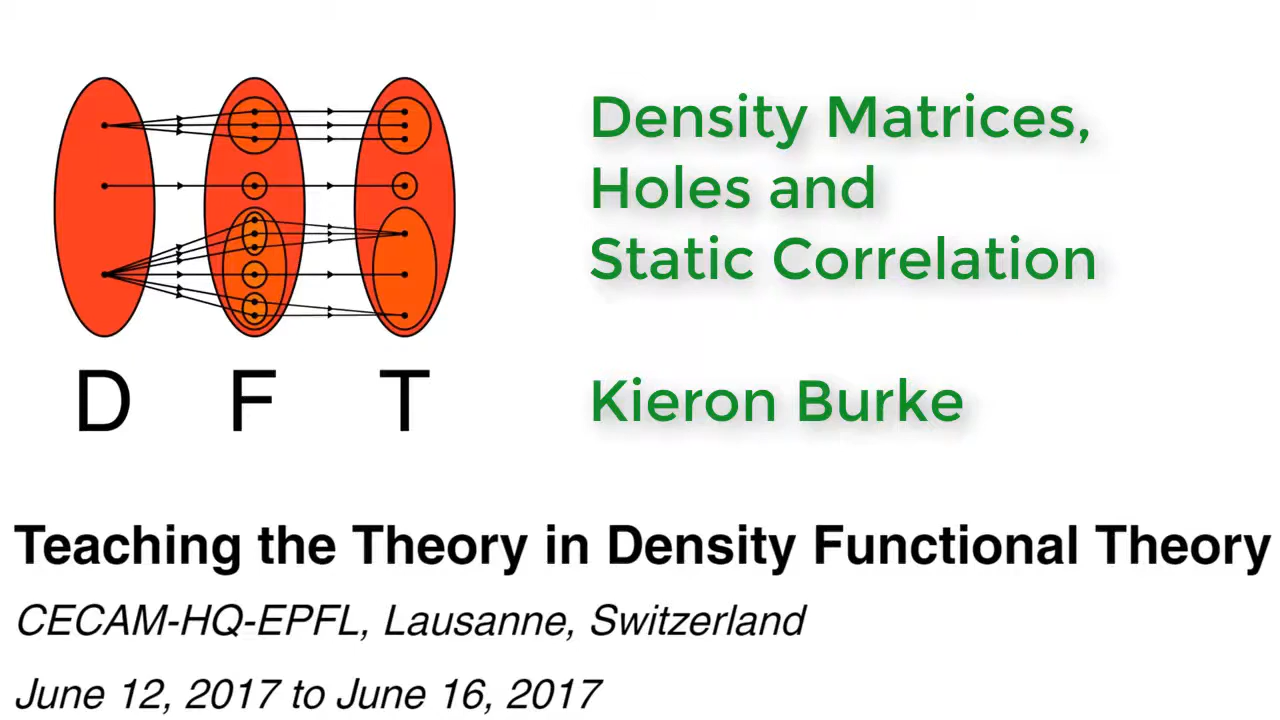 Density Matrices,
Holes and
Static Correlation
D F T
Kieron Burke
Teaching the Theory in Density Functional Theory
CECAM-HQ-EPFL, Lausanne, Switzerland
June 12, 2017 to June 16, 2017